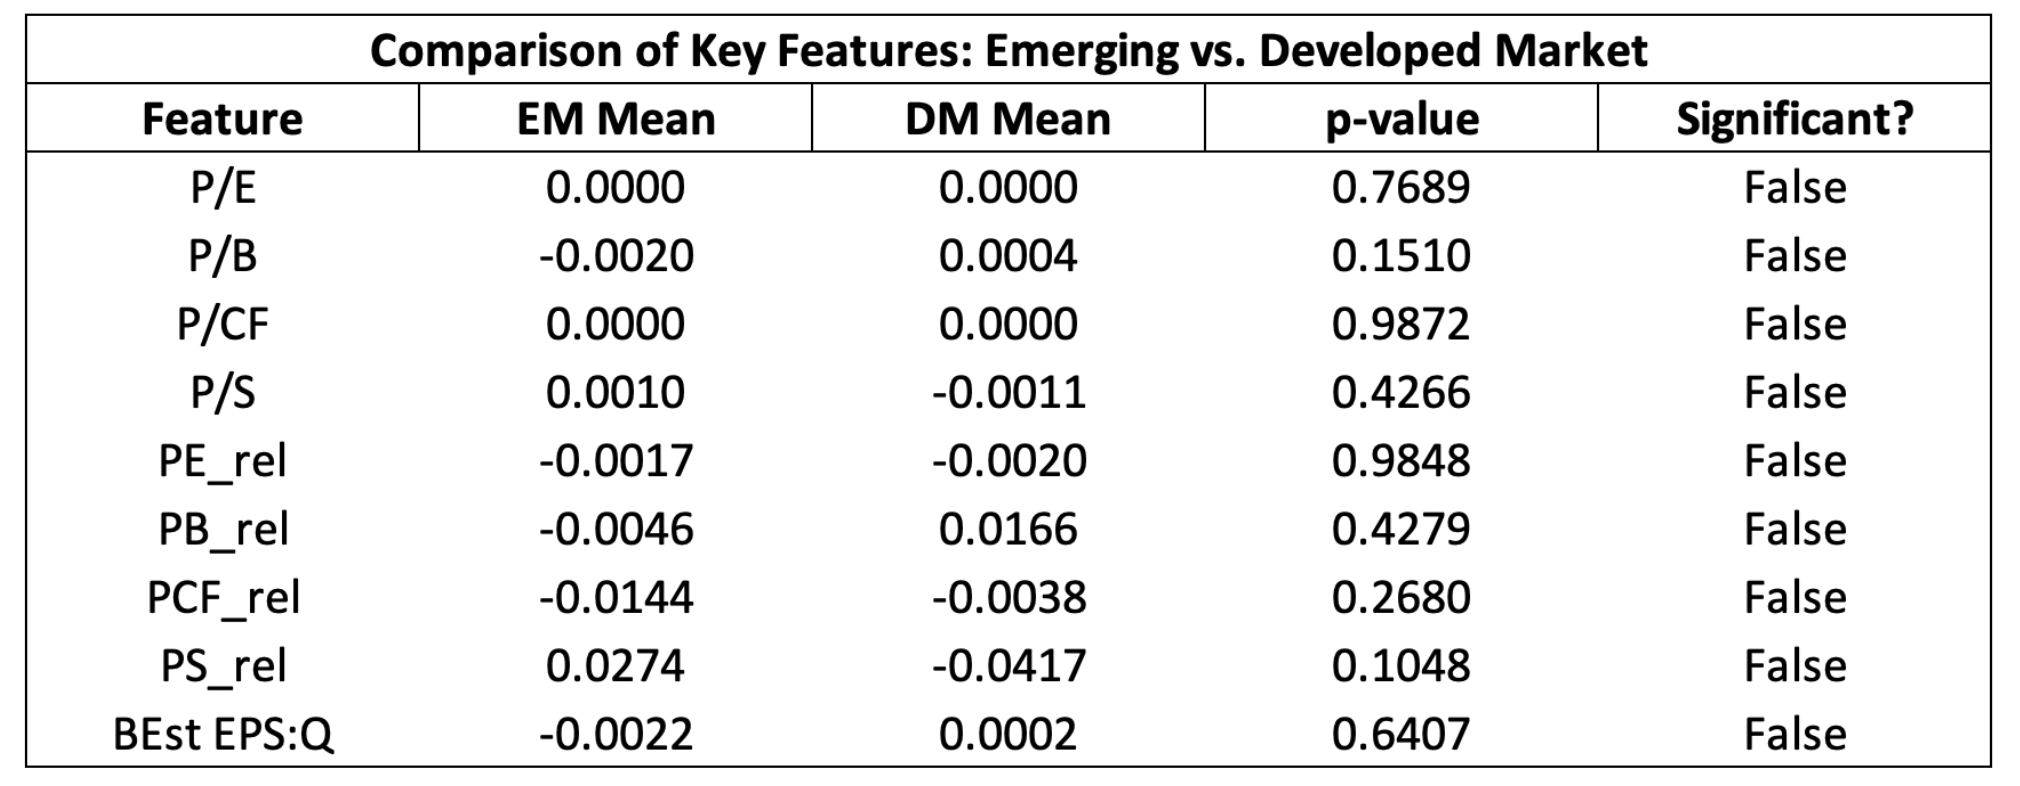 Comparison of Key Features: Emerging vs. Developed Market
Feature EM Mean DM Mean p-value Significant?
P/E 0.0000 0.0000 0.7689 False
P/B -0.0020 0.0004 0.1510 False
P/CF 0.0000 0.0000 0.9872 False
P/S 0.0010 -0.0011 0.4266 False
PE_rel -0.0017 -0.0020 0.9848 False
PB_rel -0.0046 0.0166 0.4279 False
PCF_rel -0.0144 -0.0038 0.2680 False
PS_rel 0.0274 -0.0417 0.1048 False
BEst EPS:Q -0.0022 0.0002 0.6407 False